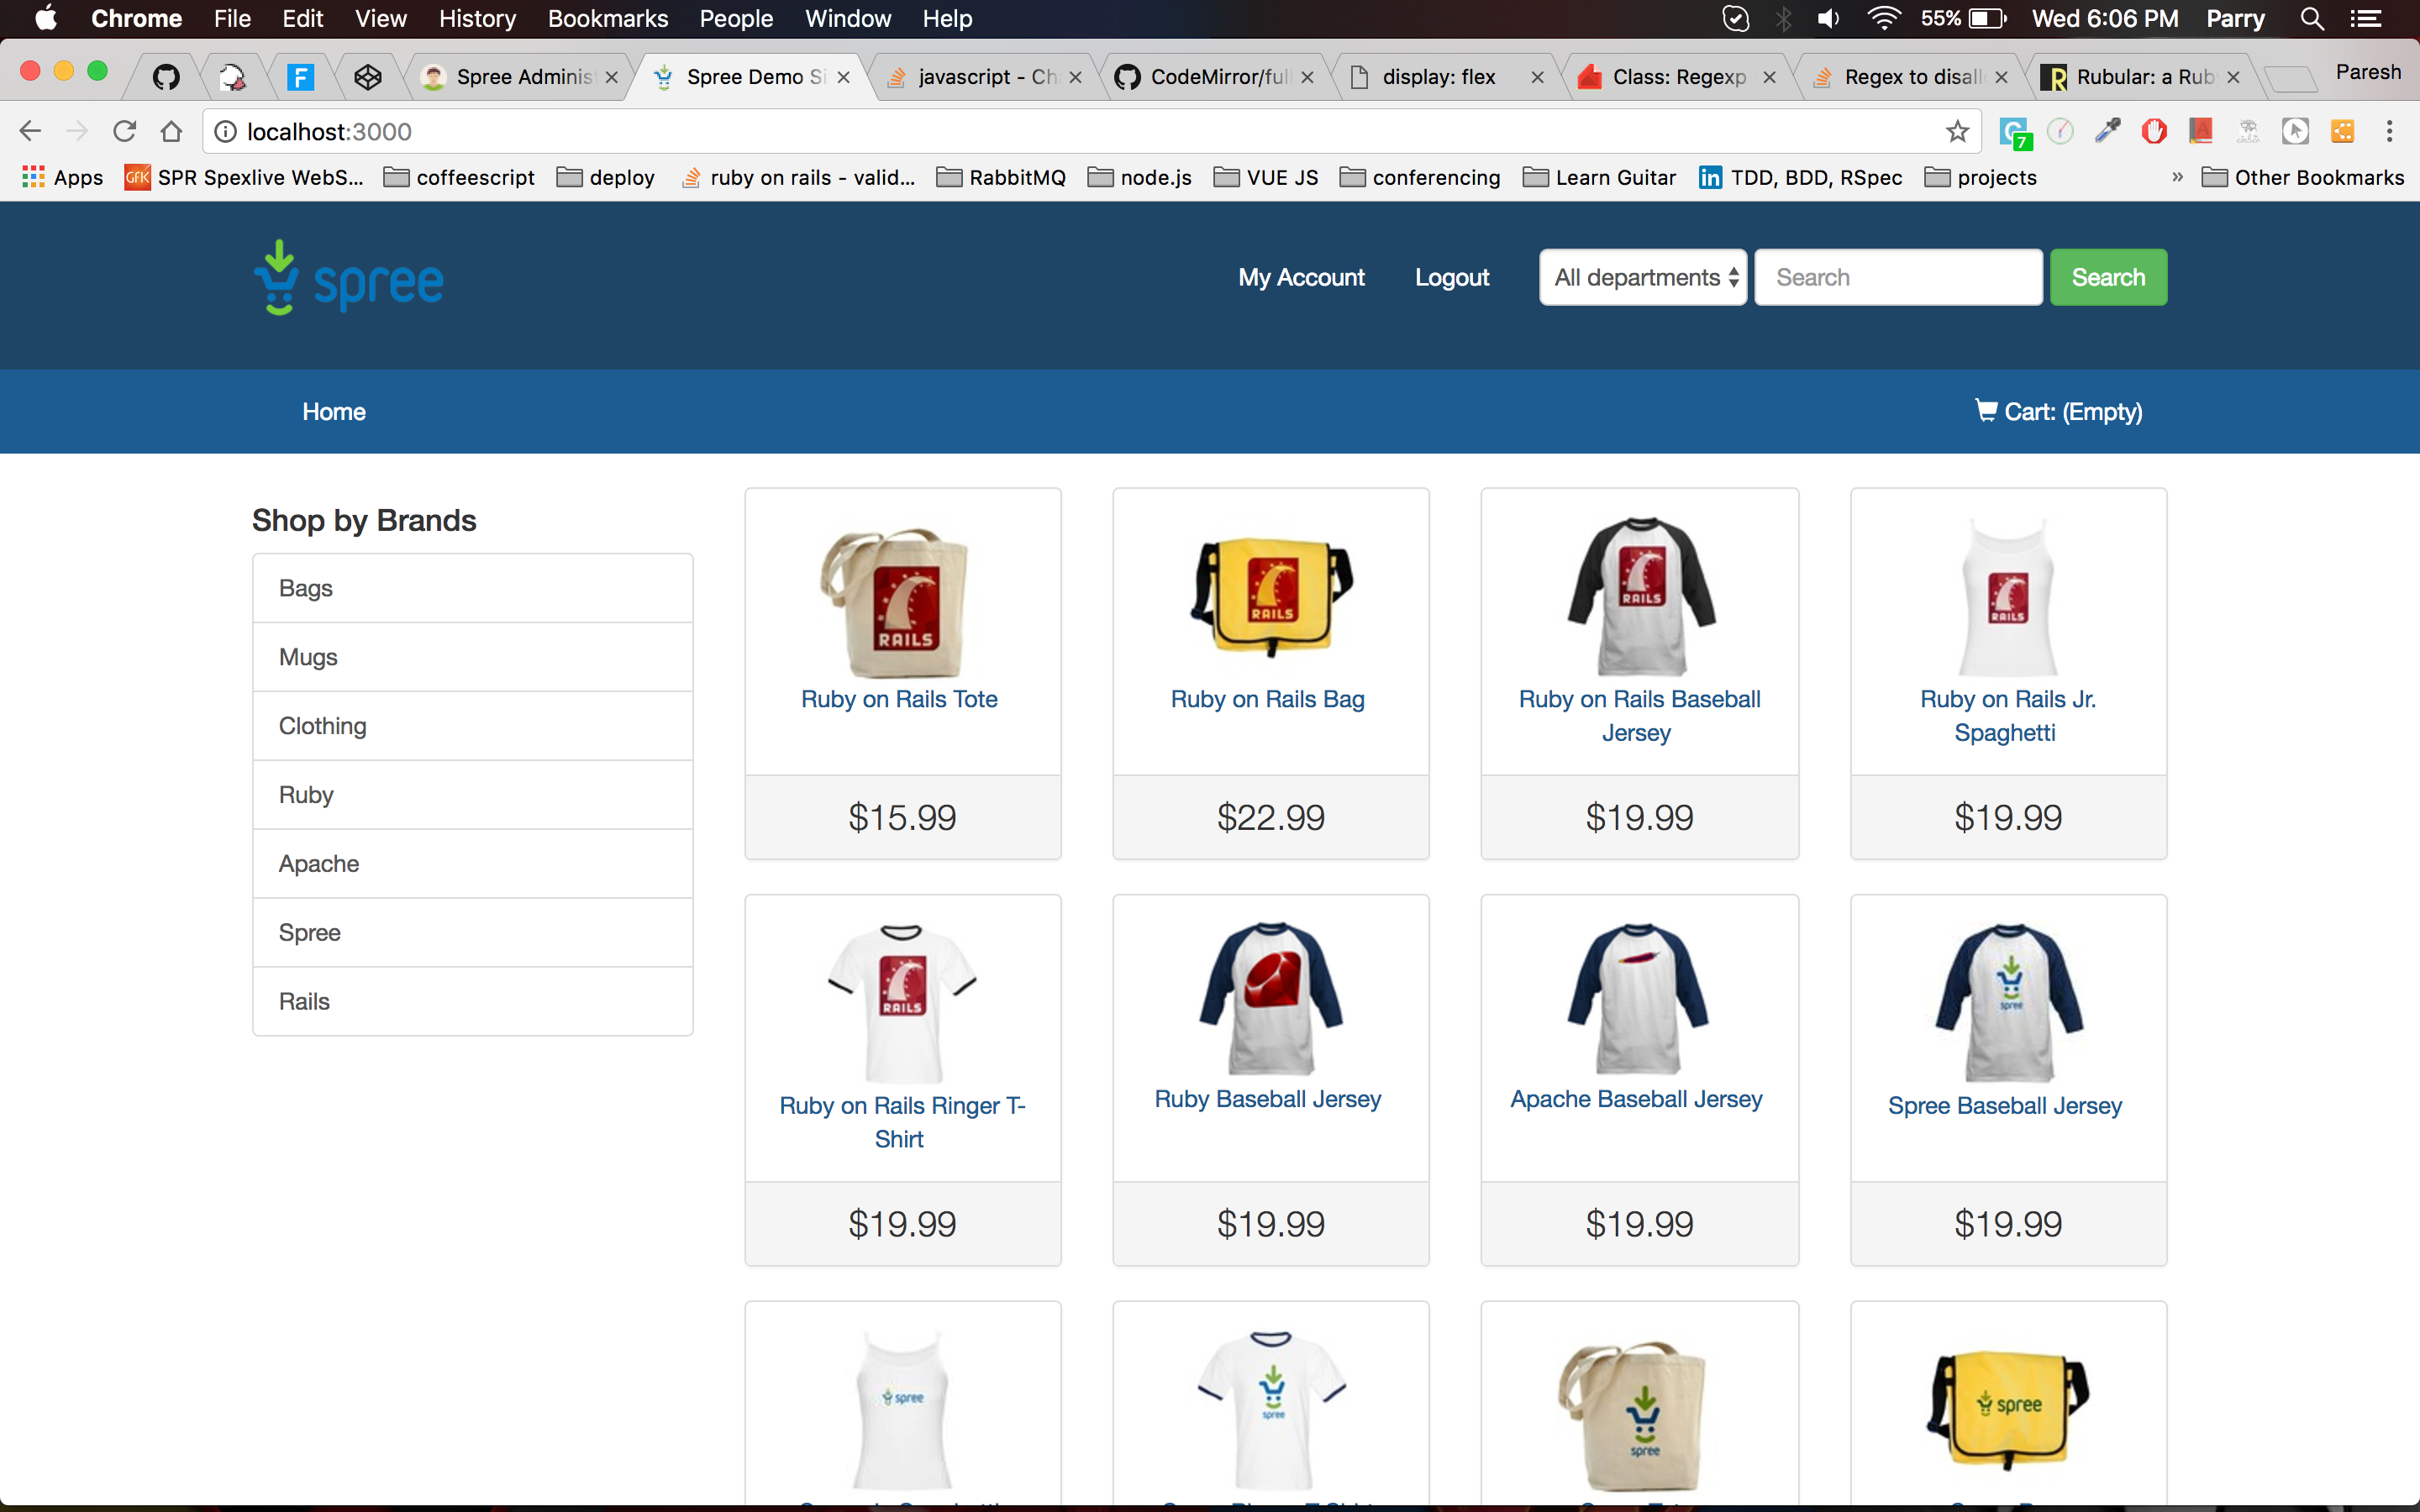 Chrome File Edit View History Bookmarks People Window Help 55% Wed 6:06 PM Parry
Spree Adminis Spree Demo Si javascript - Ch CodeMirror/full display: flex Class: Regexp Regex to disall Rubular: a Rub Paresh
localhost:3000 7
Apps GfK SPR Spexlive WebS... coffeescript deploy ruby on rails - valid... RabbitMQ node.js VUE JS conferencing Learn Guitar in TDD, BDD, RSpec projects » Other Bookmarks
spree My Account Logout All departments Search Search
Home Cart: (Empty)
Shop by Brands
Bags
Mugs
Clothing
Ruby
Apache
Spree
Rails
RAILS
Ruby on Rails Tote
$15.99
RAILS
Ruby on Rails Bag
$22.99
RAILS
Ruby on Rails Baseball
Jersey
$19.99
RAILS
Ruby on Rails Jr.
Spaghetti
$19.99
RAILS
Ruby on Rails Ringer T-
Shirt
$19.99
Ruby Baseball Jersey
$19.99
Apache Baseball Jersey
$19.99
spree
Spree Baseball Jersey
$19.99
spree
spree
spree
spree